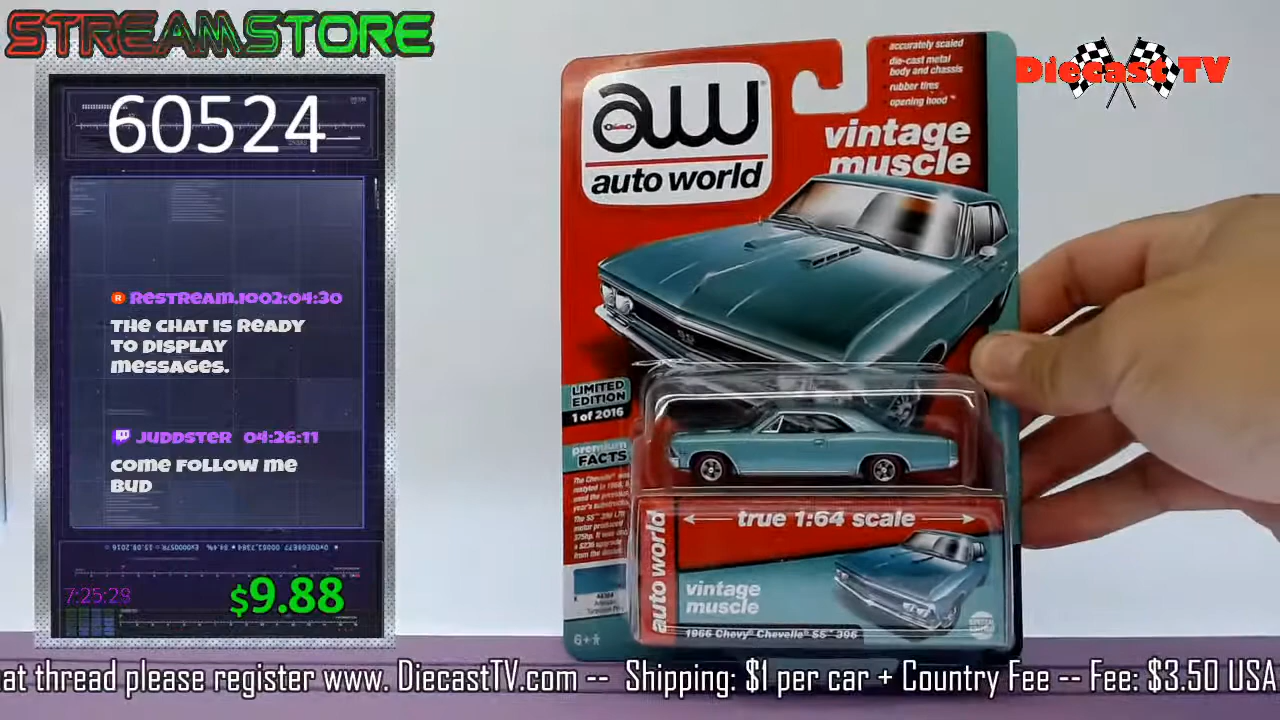 STREAMSTORE
60524
Restream.io 02:04:30
THE CHAT IS READY
TO DISPLAY
MESSAGES.
JUDDSTER 04:26:11
COME FOLLOW ME
BUD
7:25:29
$9.88
aw
auto world
accurately scaled
die-cast metal
body and chassis
rubber tires
opening hood
vintage
muscle
Diecast TV
LIMITED
EDITION
1 of 2016
premium
FACTS
true 1:64 scale
auto world
vintage
muscle
1966 Chevy Chevelle SS 396
at thread please register www. DiecastTV.com -- Shipping: $1 per car + Country Fee -- Fee: $3.50 USA